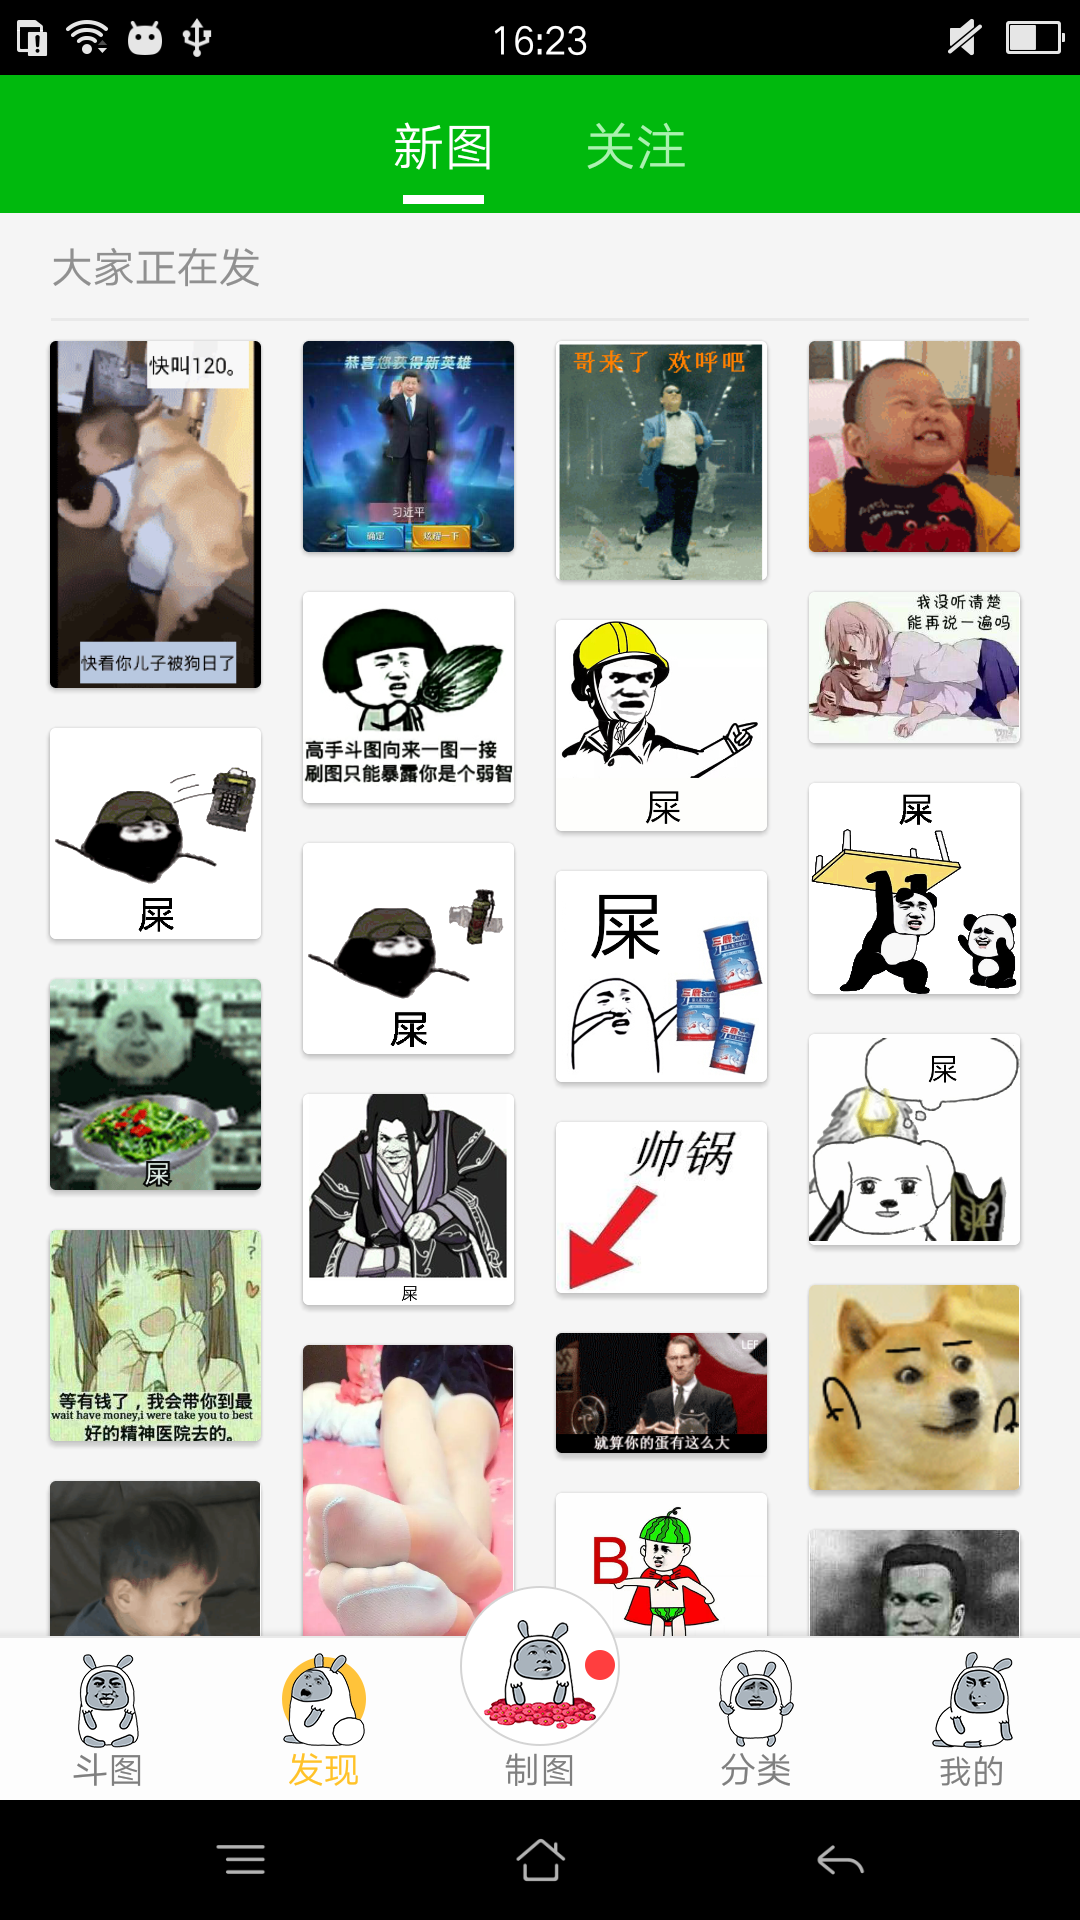 16:23
新图
关注
大家正在发
快叫120。
快看你儿子被狗日了
恭喜您获得新英雄
习近平
确定
炫耀一下
哥来了 欢呼吧
高手斗图向来一图一接
刷图只能暴露你是个弱智
屎
我没听清楚
能再说一遍吗
屎
屎
屎
屎
三鹿
三鹿
三鹿
屎
屎
屎
帅锅
等有钱了，我会带你到最
wait have money,i were take you to best
好的精神医院去的。
就算你的蛋有这么大
B
斗图
发现
制图
分类
我的